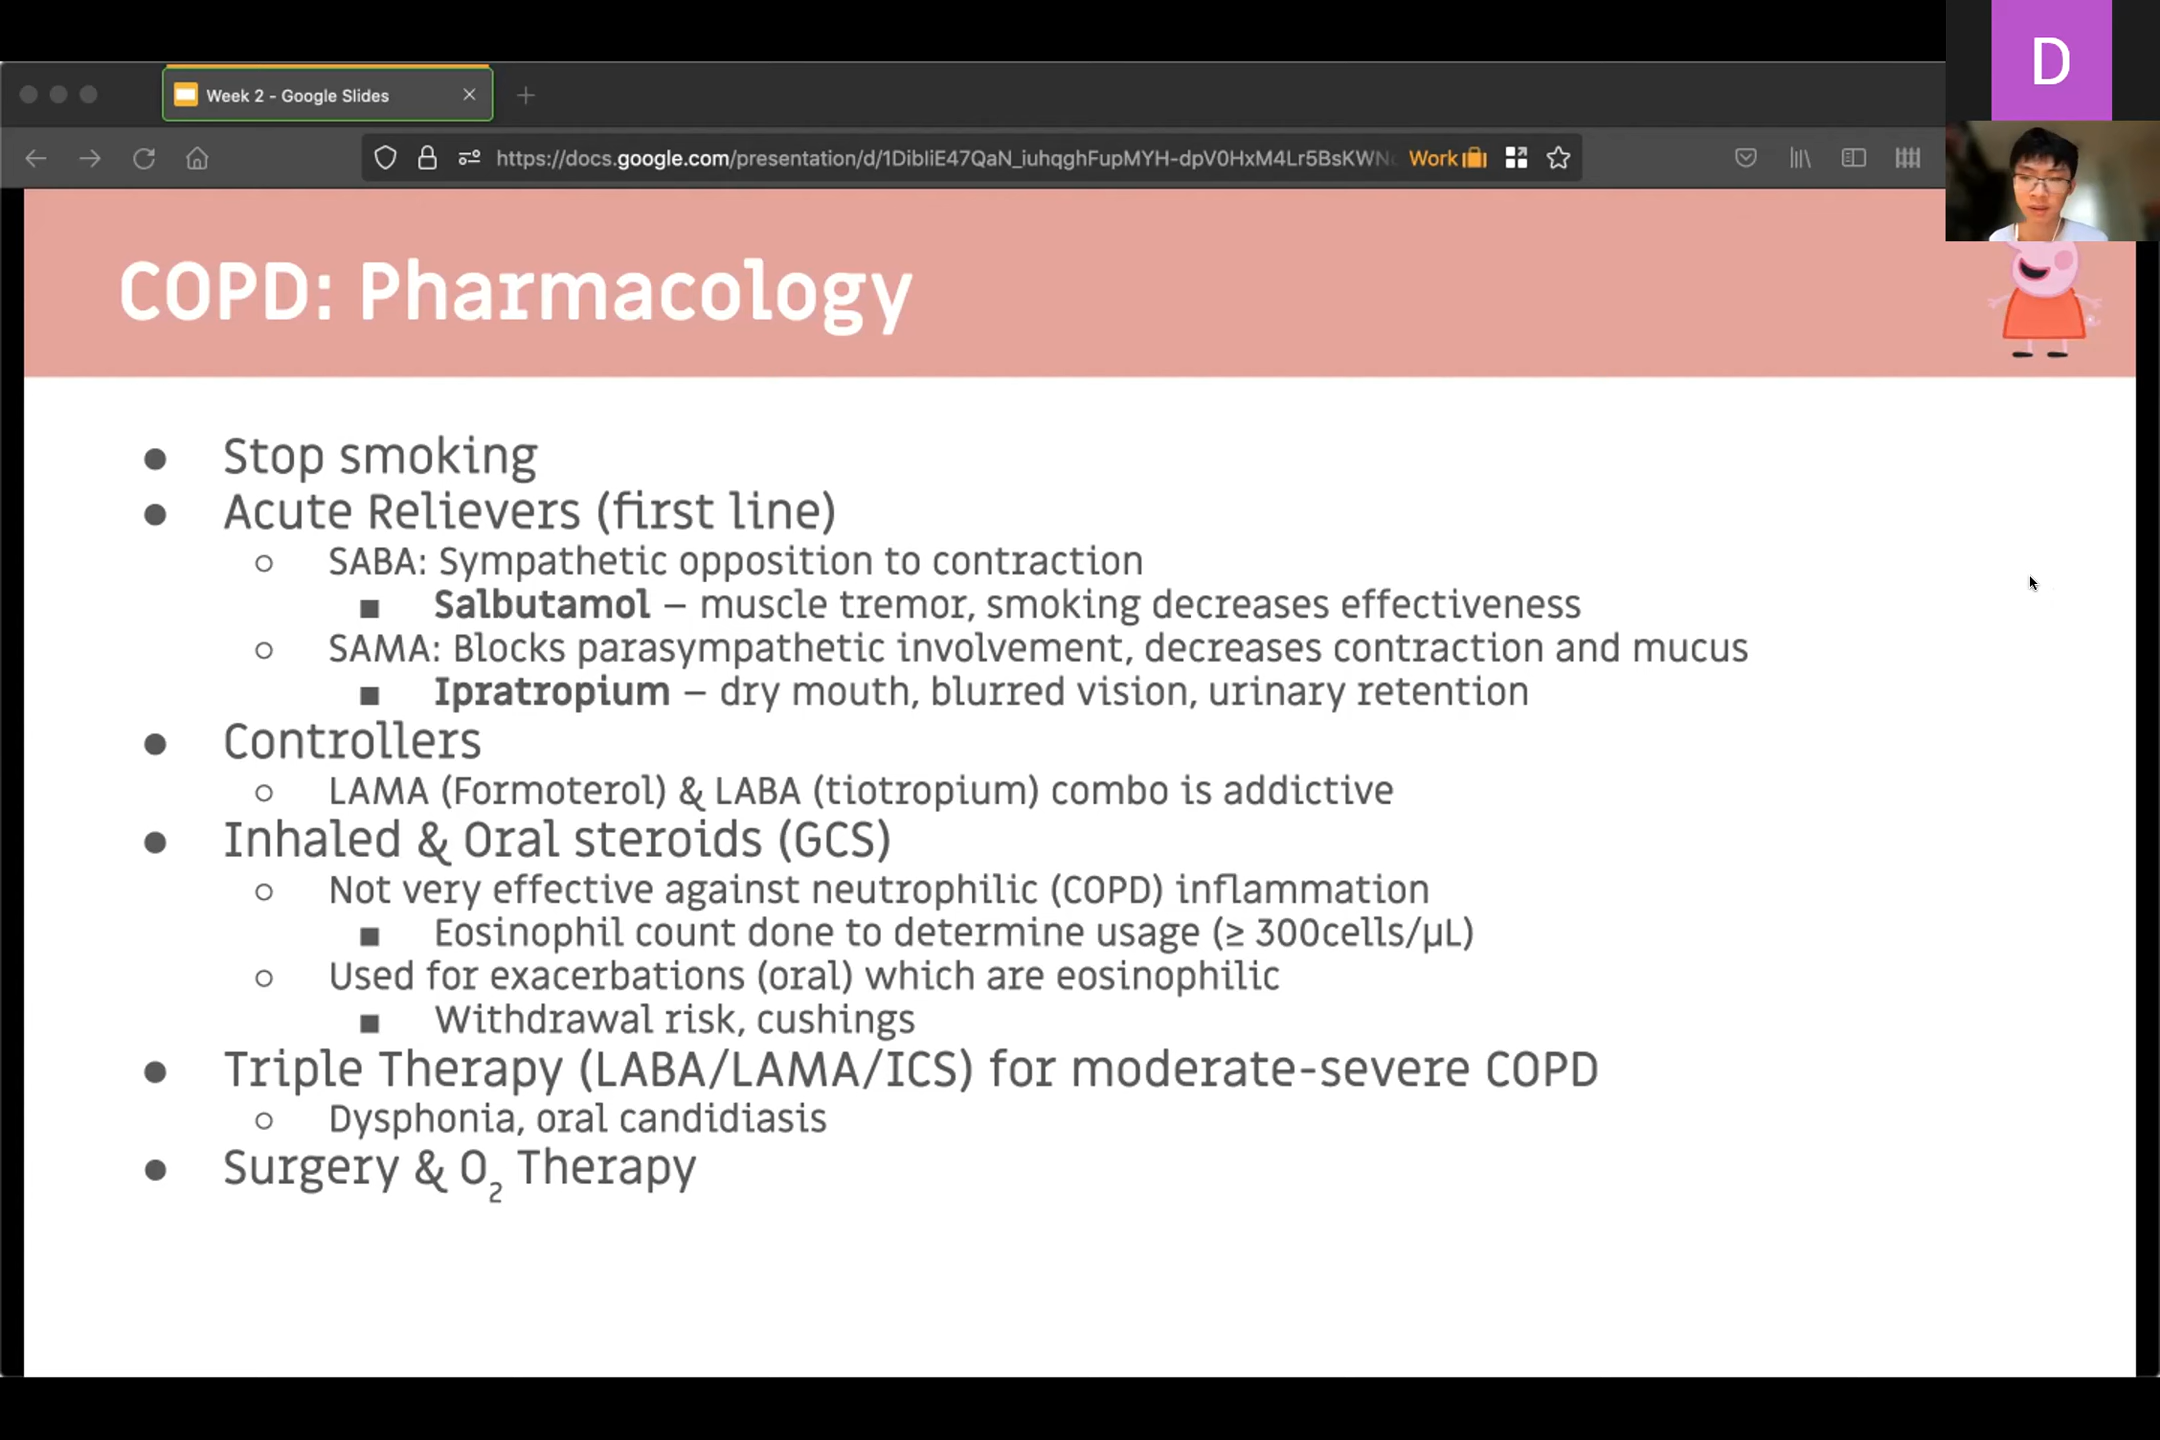 D
Week 2 - Google Slides
https://docs.google.com/presentation/d/1DibliE47QaN_iuhqghFupMYH-dpV0HxM4Lr5BsKWN
Work
COPD: Pharmacology
● Stop smoking
● Acute Relievers (first line)
○ SABA: Sympathetic opposition to contraction
■ Salbutamol – muscle tremor, smoking decreases effectiveness
○ SAMA: Blocks parasympathetic involvement, decreases contraction and mucus
■ Ipratropium – dry mouth, blurred vision, urinary retention
● Controllers
○ LAMA (Formoterol) & LABA (tiotropium) combo is addictive
● Inhaled & Oral steroids (GCS)
○ Not very effective against neutrophilic (COPD) inflammation
■ Eosinophil count done to determine usage (≥ 300cells/μL)
○ Used for exacerbations (oral) which are eosinophilic
■ Withdrawal risk, cushings
● Triple Therapy (LABA/LAMA/ICS) for moderate-severe COPD
○ Dysphonia, oral candidiasis
● Surgery & O₂ Therapy